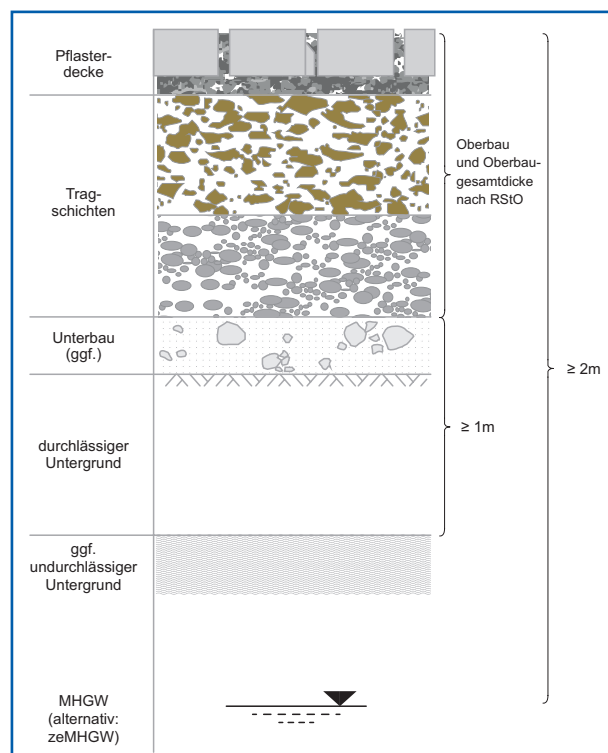 Pflaster-
decke
Trag-
schichten
Oberbau
und Oberbau-
gesamtdicke
nach RStO
Unterbau
(ggf.)
≥ 2m
durchlässiger
Untergrund
≥ 1m
ggf.
undurchlässiger
Untergrund
MHGW
(alternativ:
zeMHGW)